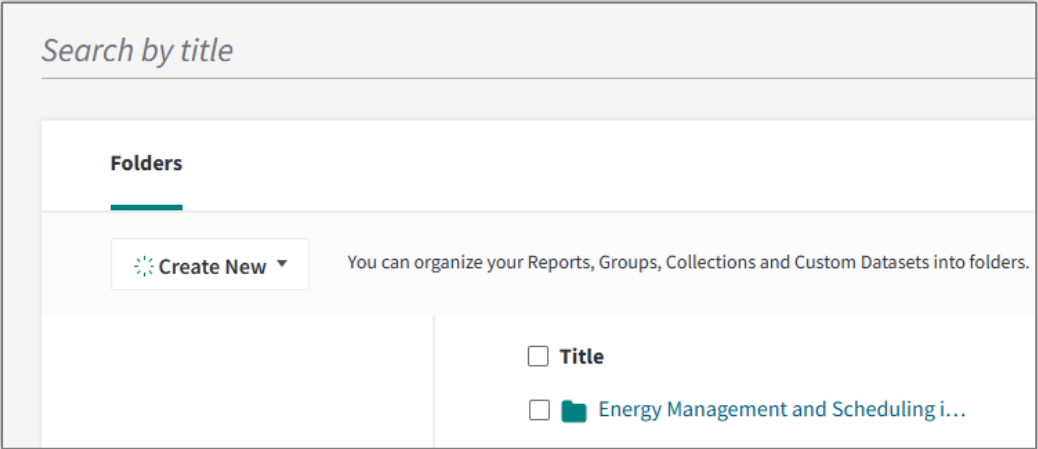 Search by title
Folders
Create New
You can organize your Reports, Groups, Collections and Custom Datasets into folders.
Title
Energy Management and Scheduling i...